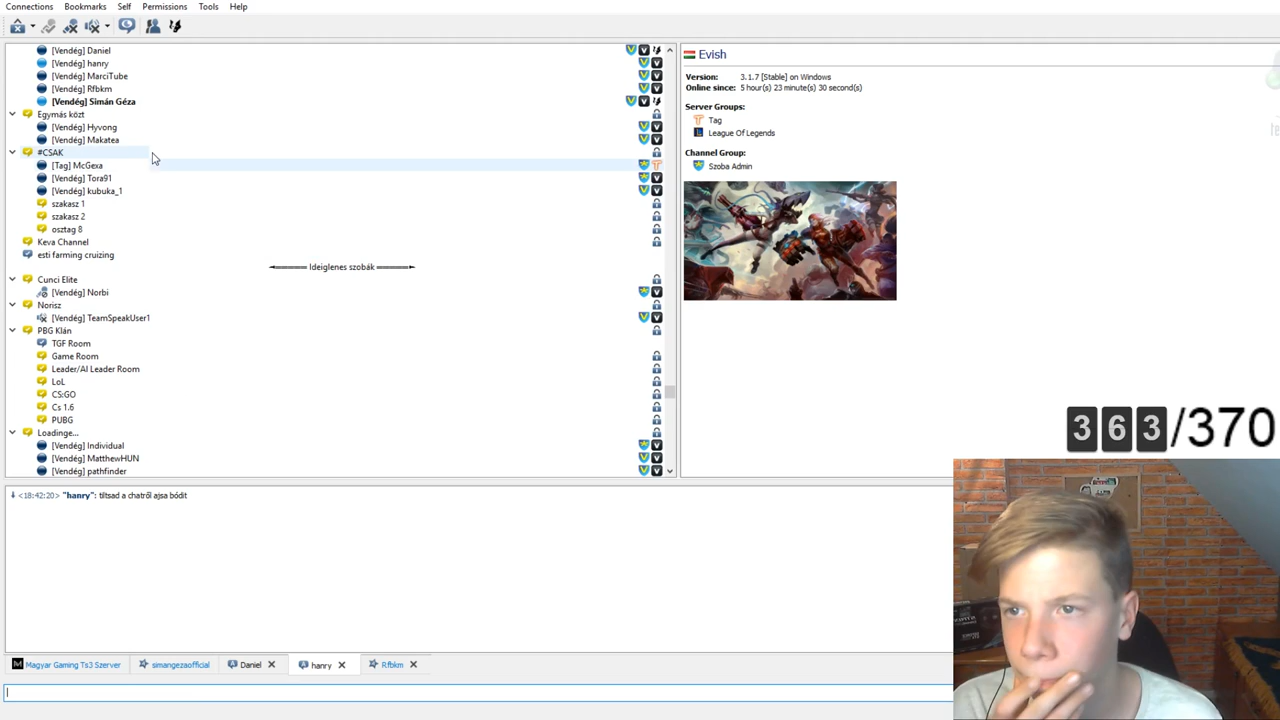 Connections Bookmarks Self Permissions Tools Help
[Vendég] Daniel
[Vendég] hanry
[Vendég] MarciTube
[Vendég] Rfbkm
[Vendég] Simán Géza
Egymás közt
[Vendég] Hyvong
[Vendég] Makatea
#CSAK
[Tag] McGexa
[Vendég] Tora91
[Vendég] kubuka_1
szakasz 1
szakasz 2
osztag 8
Keva Channel
esti farming cruizing
Ideiglenes szobák
Cunci Elite
[Vendég] Norbi
Norisz
[Vendég] TeamSpeakUser1
PBG Klán
TGF Room
Game Room
Leader/Al Leader Room
LoL
CS:GO
Cs 1.6
PUBG
Loadinge...
[Vendég] Individual
[Vendég] MatthewHUN
[Vendég] pathfinder
Evish
Version: 3.1.7 [Stable] on Windows
Online since: 5 hour(s) 23 minute(s) 30 second(s)
Server Groups:
Tag
League Of Legends
Channel Group:
Szoba Admin
363/370
<18:42:20> "hanry": tiltsad a chatről ajsa bódit
Magyar Gaming Ts3 Szerver simangezaofficial Daniel hanry Rfbkm